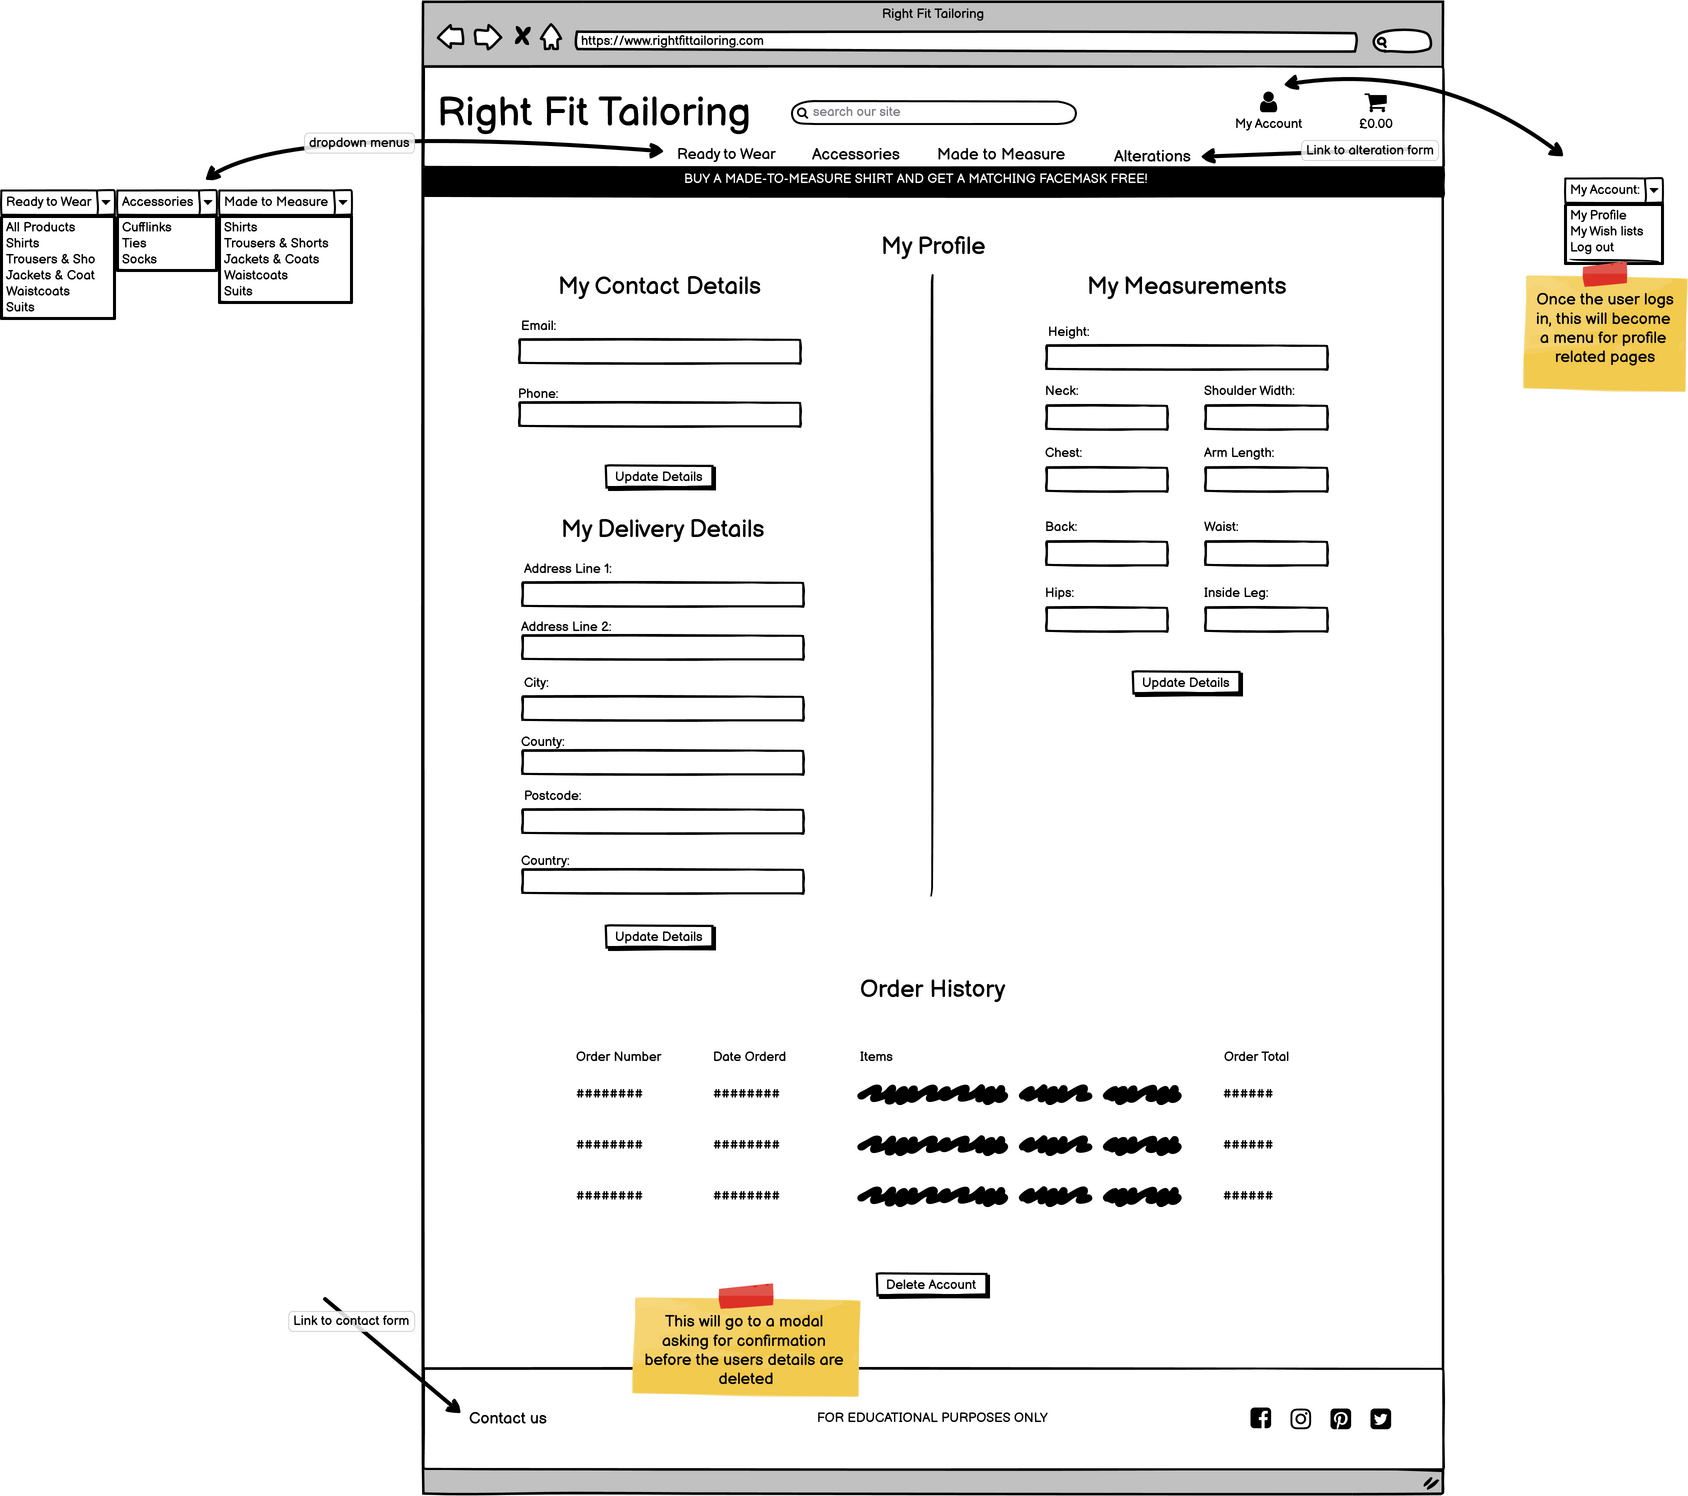 Right Fit Tailoring
https://www.rightfittailoring.com
Right Fit Tailoring
search our site
My Account
£0.00
dropdown menus
Ready to Wear
Accessories
Made to Measure
Alterations
Link to alteration form
BUY A MADE-TO-MEASURE SHIRT AND GET A MATCHING FACEMASK FREE!
Ready to Wear
All Products
Shirts
Trousers & Sho
Jackets & Coat
Waistcoats
Suits
Accessories
Cufflinks
Ties
Socks
Made to Measure
Shirts
Trousers & Shorts
Jackets & Coats
Waistcoats
Suits
My Account:
My Profile
My Wish lists
Log out
Once the user logs
in, this will become
a menu for profile
related pages
My Profile
My Contact Details
Email:
Phone:
Update Details
My Delivery Details
Address Line 1:
Address Line 2:
City:
County:
Postcode:
Country:
Update Details
My Measurements
Height:
Neck:
Shoulder Width:
Chest:
Arm Length:
Back:
Waist:
Hips:
Inside Leg:
Update Details
Order History
Order Number
Date Orderd
Items
Order Total
######## ######## ######
######## ######## ######
######## ######## ######
Delete Account
This will go to a modal
asking for confirmation
before the users details are
deleted
Link to contact form
Contact us
FOR EDUCATIONAL PURPOSES ONLY